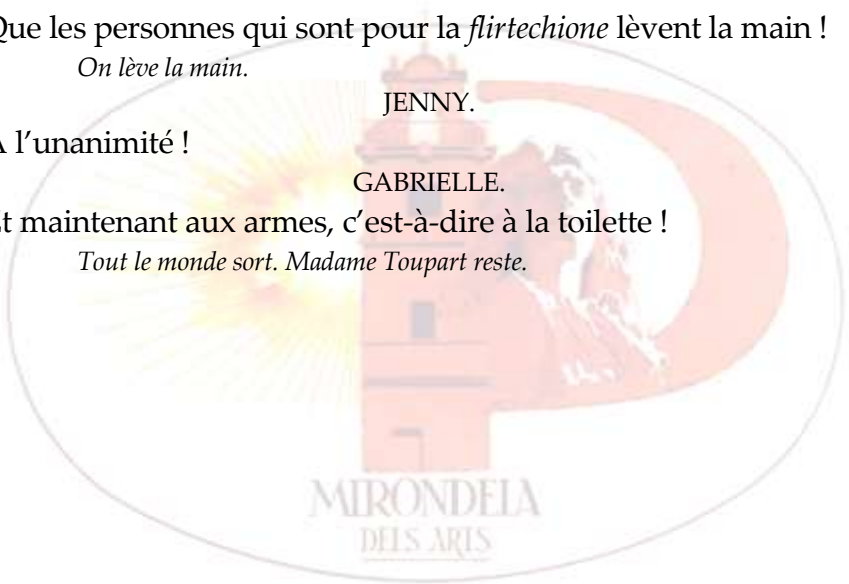 Que les personnes qui sont pour la flirtechione lèvent la main !
On lève la main.
JENNY.
À l’unanimité !
GABRIELLE.
Et maintenant aux armes, c’est-à-dire à la toilette !
Tout le monde sort. Madame Toupart reste.
MIRONDELA
DELS ARTS